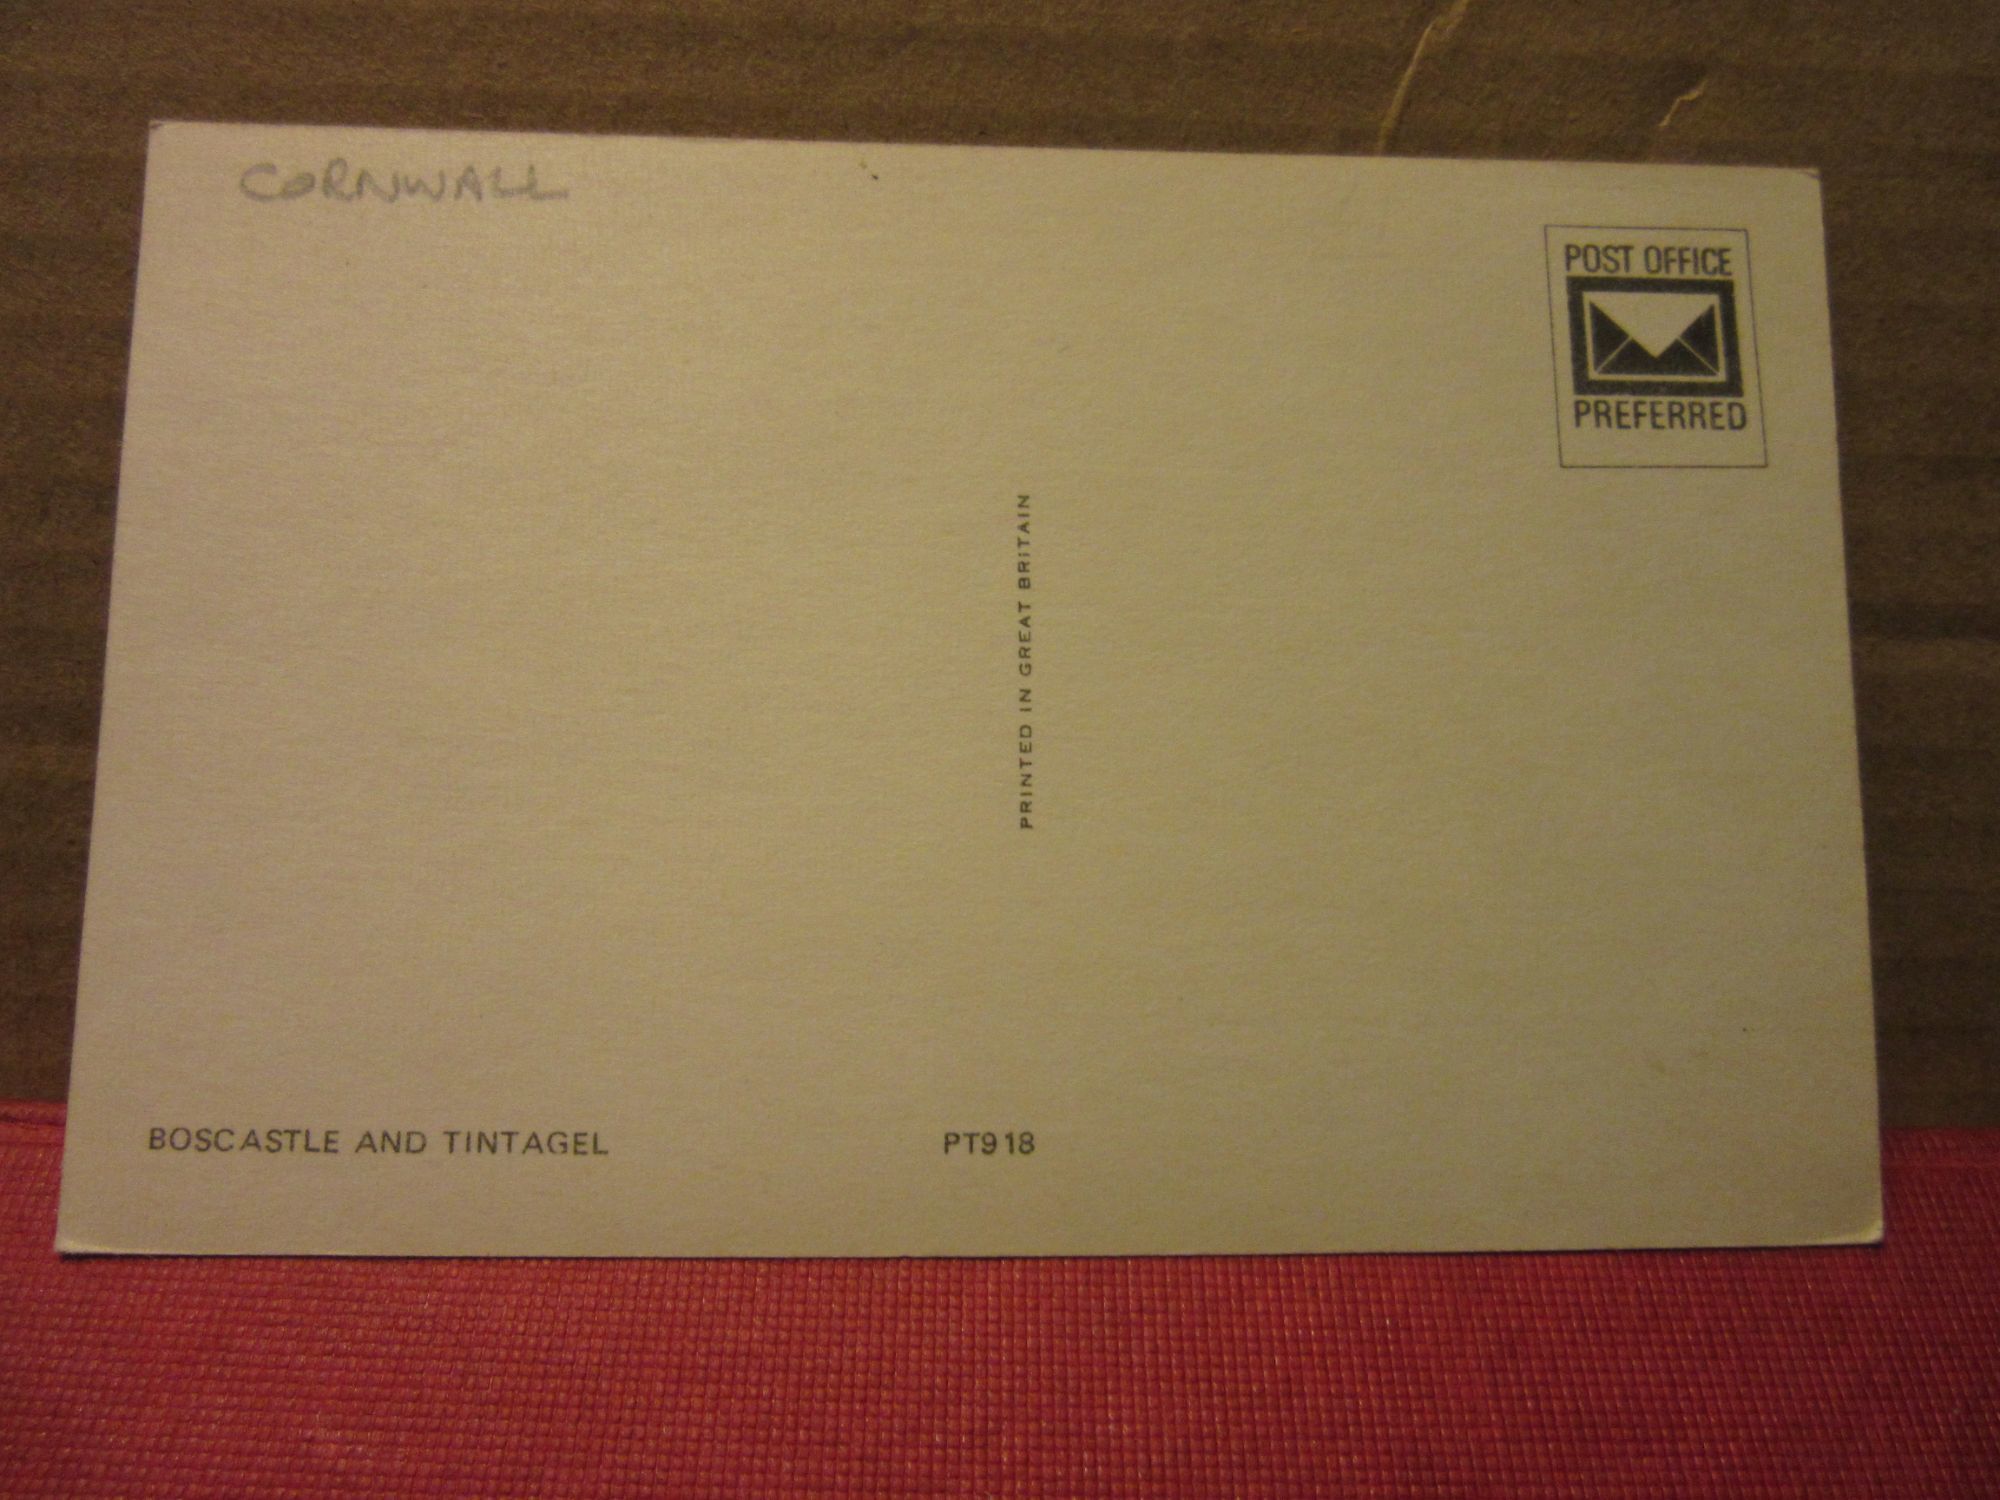 CORNWALL
POST OFFICE
PREFERRED
PRINTED IN GREAT BRITAIN
BOSCASTLE AND TINTAGEL
PT918